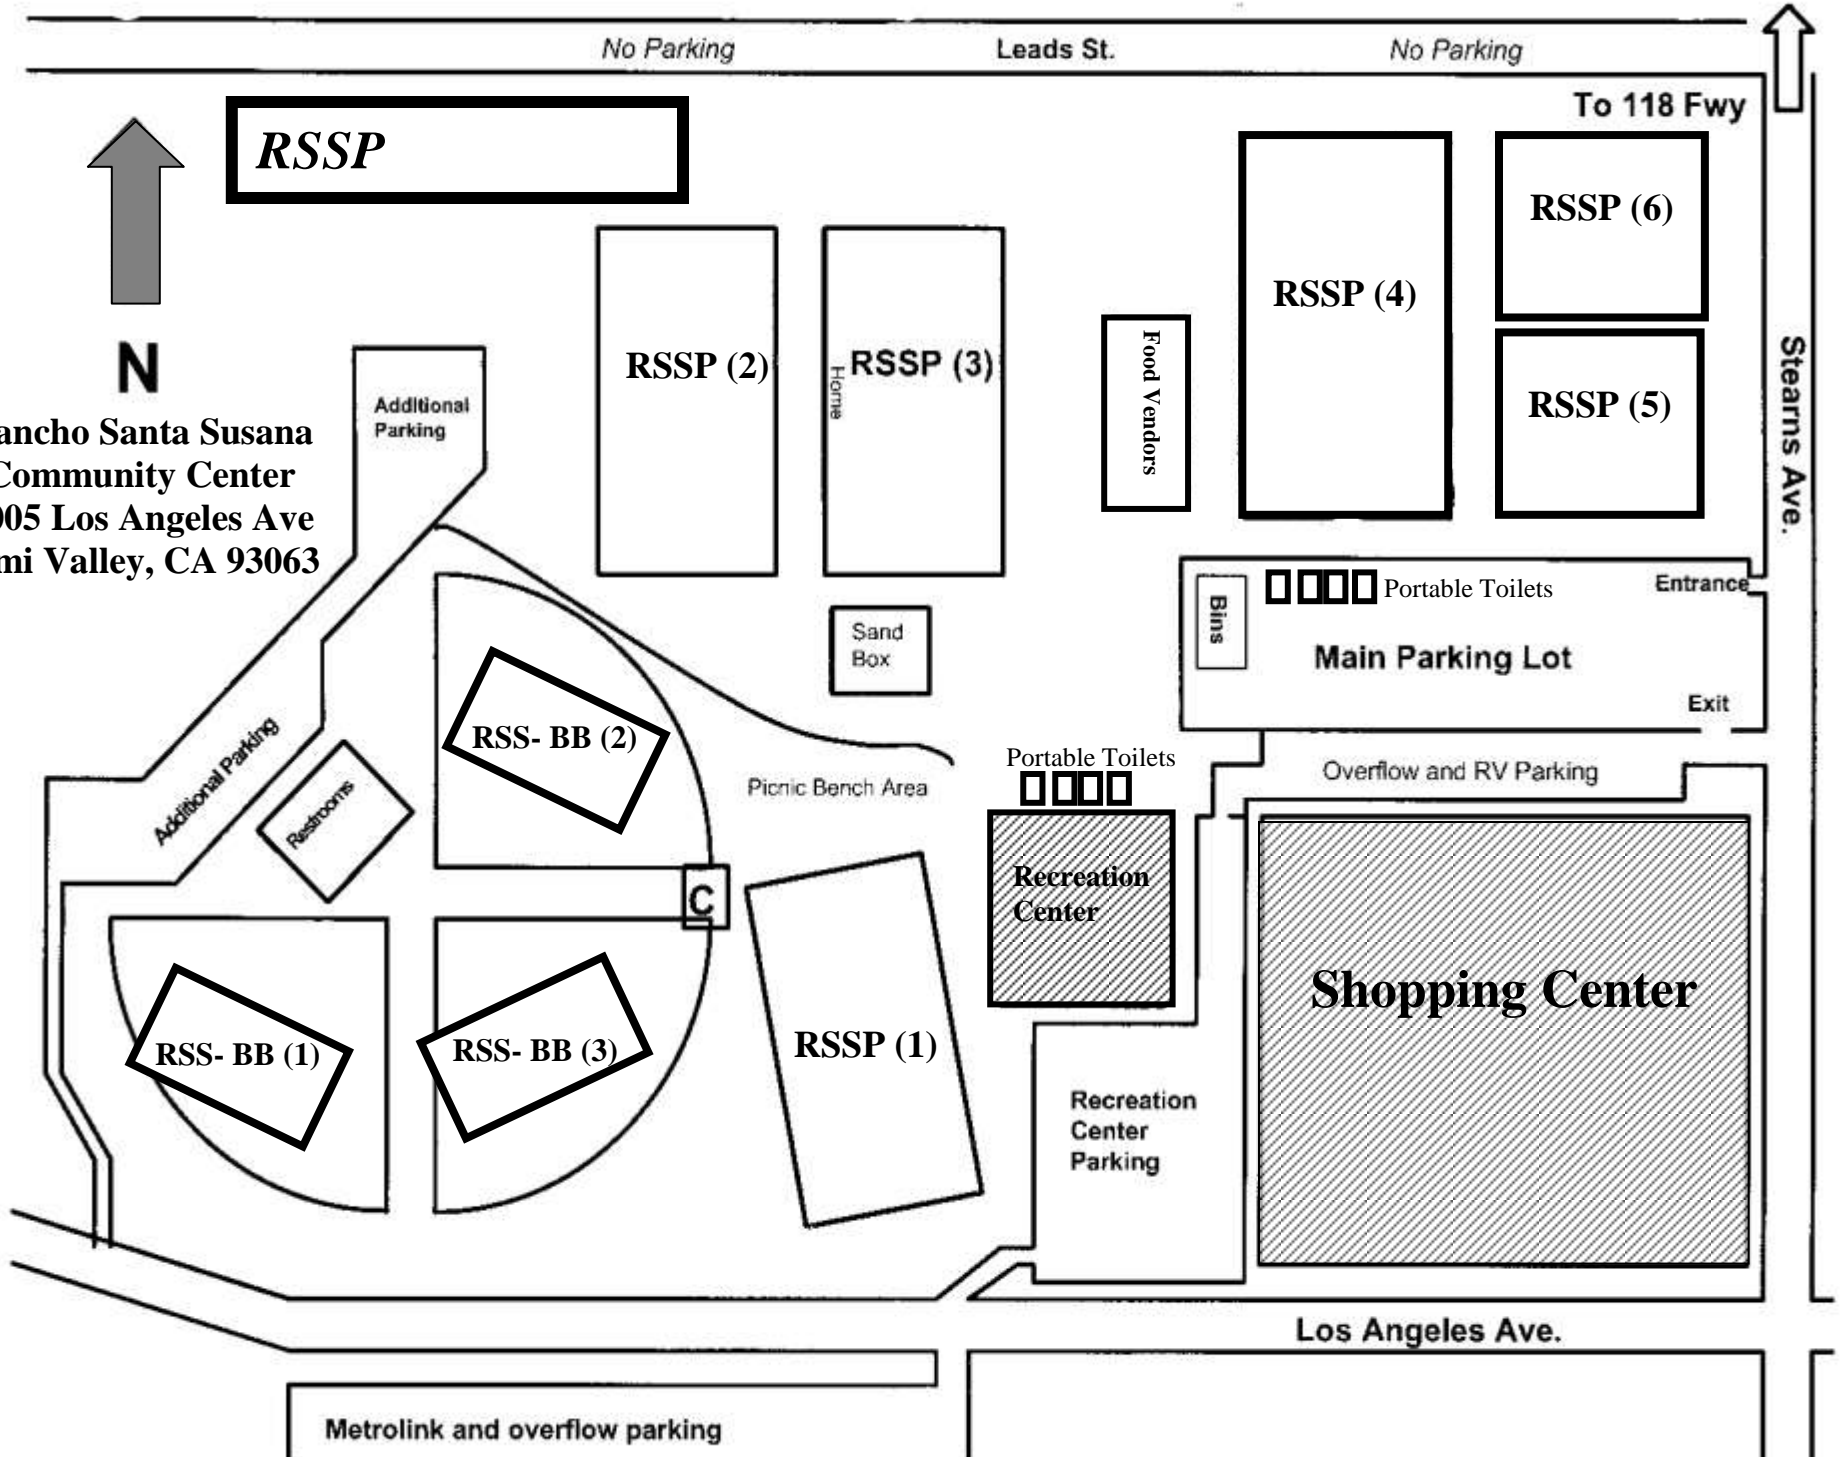 No Parking
Leads St.
No Parking
To 118 Fwy
RSSP
RSSP (6)
RSSP (4)
RSSP (2)
RSSP (3)
Home
Food Vendors
RSSP (5)
Stearns Ave.
N
ancho Santa Susana
Community Center
005 Los Angeles Ave
mi Valley, CA 93063
Additional
Parking
Bins
Portable Toilets
Entrance
Main Parking Lot
Exit
Sand
Box
RSS- BB (2)
Additional Parking
Restrooms
Picnic Bench Area
Portable Toilets
Overflow and RV Parking
C
Recreation
Center
Shopping Center
RSS- BB (1)
RSS- BB (3)
RSSP (1)
Recreation
Center
Parking
Los Angeles Ave.
Metrolink and overflow parking